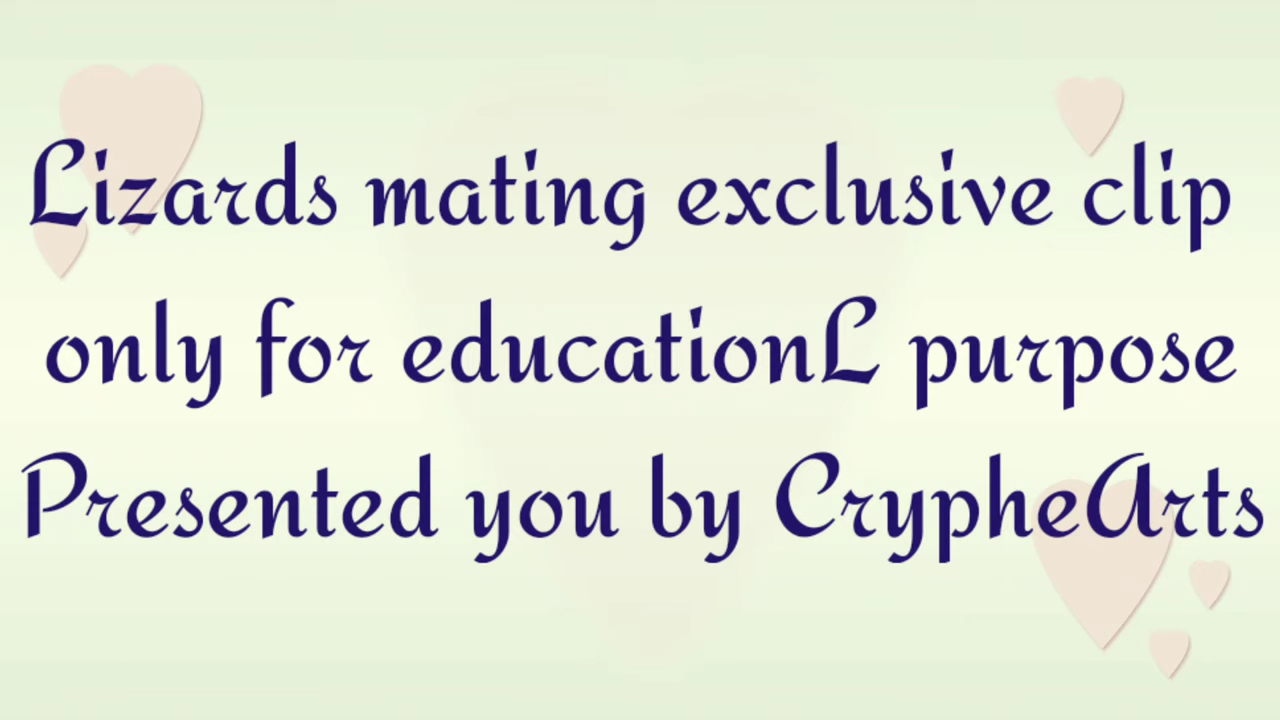 Lizards mating exclusive clip
only for educationL purpose
Presented you by CrypheArts